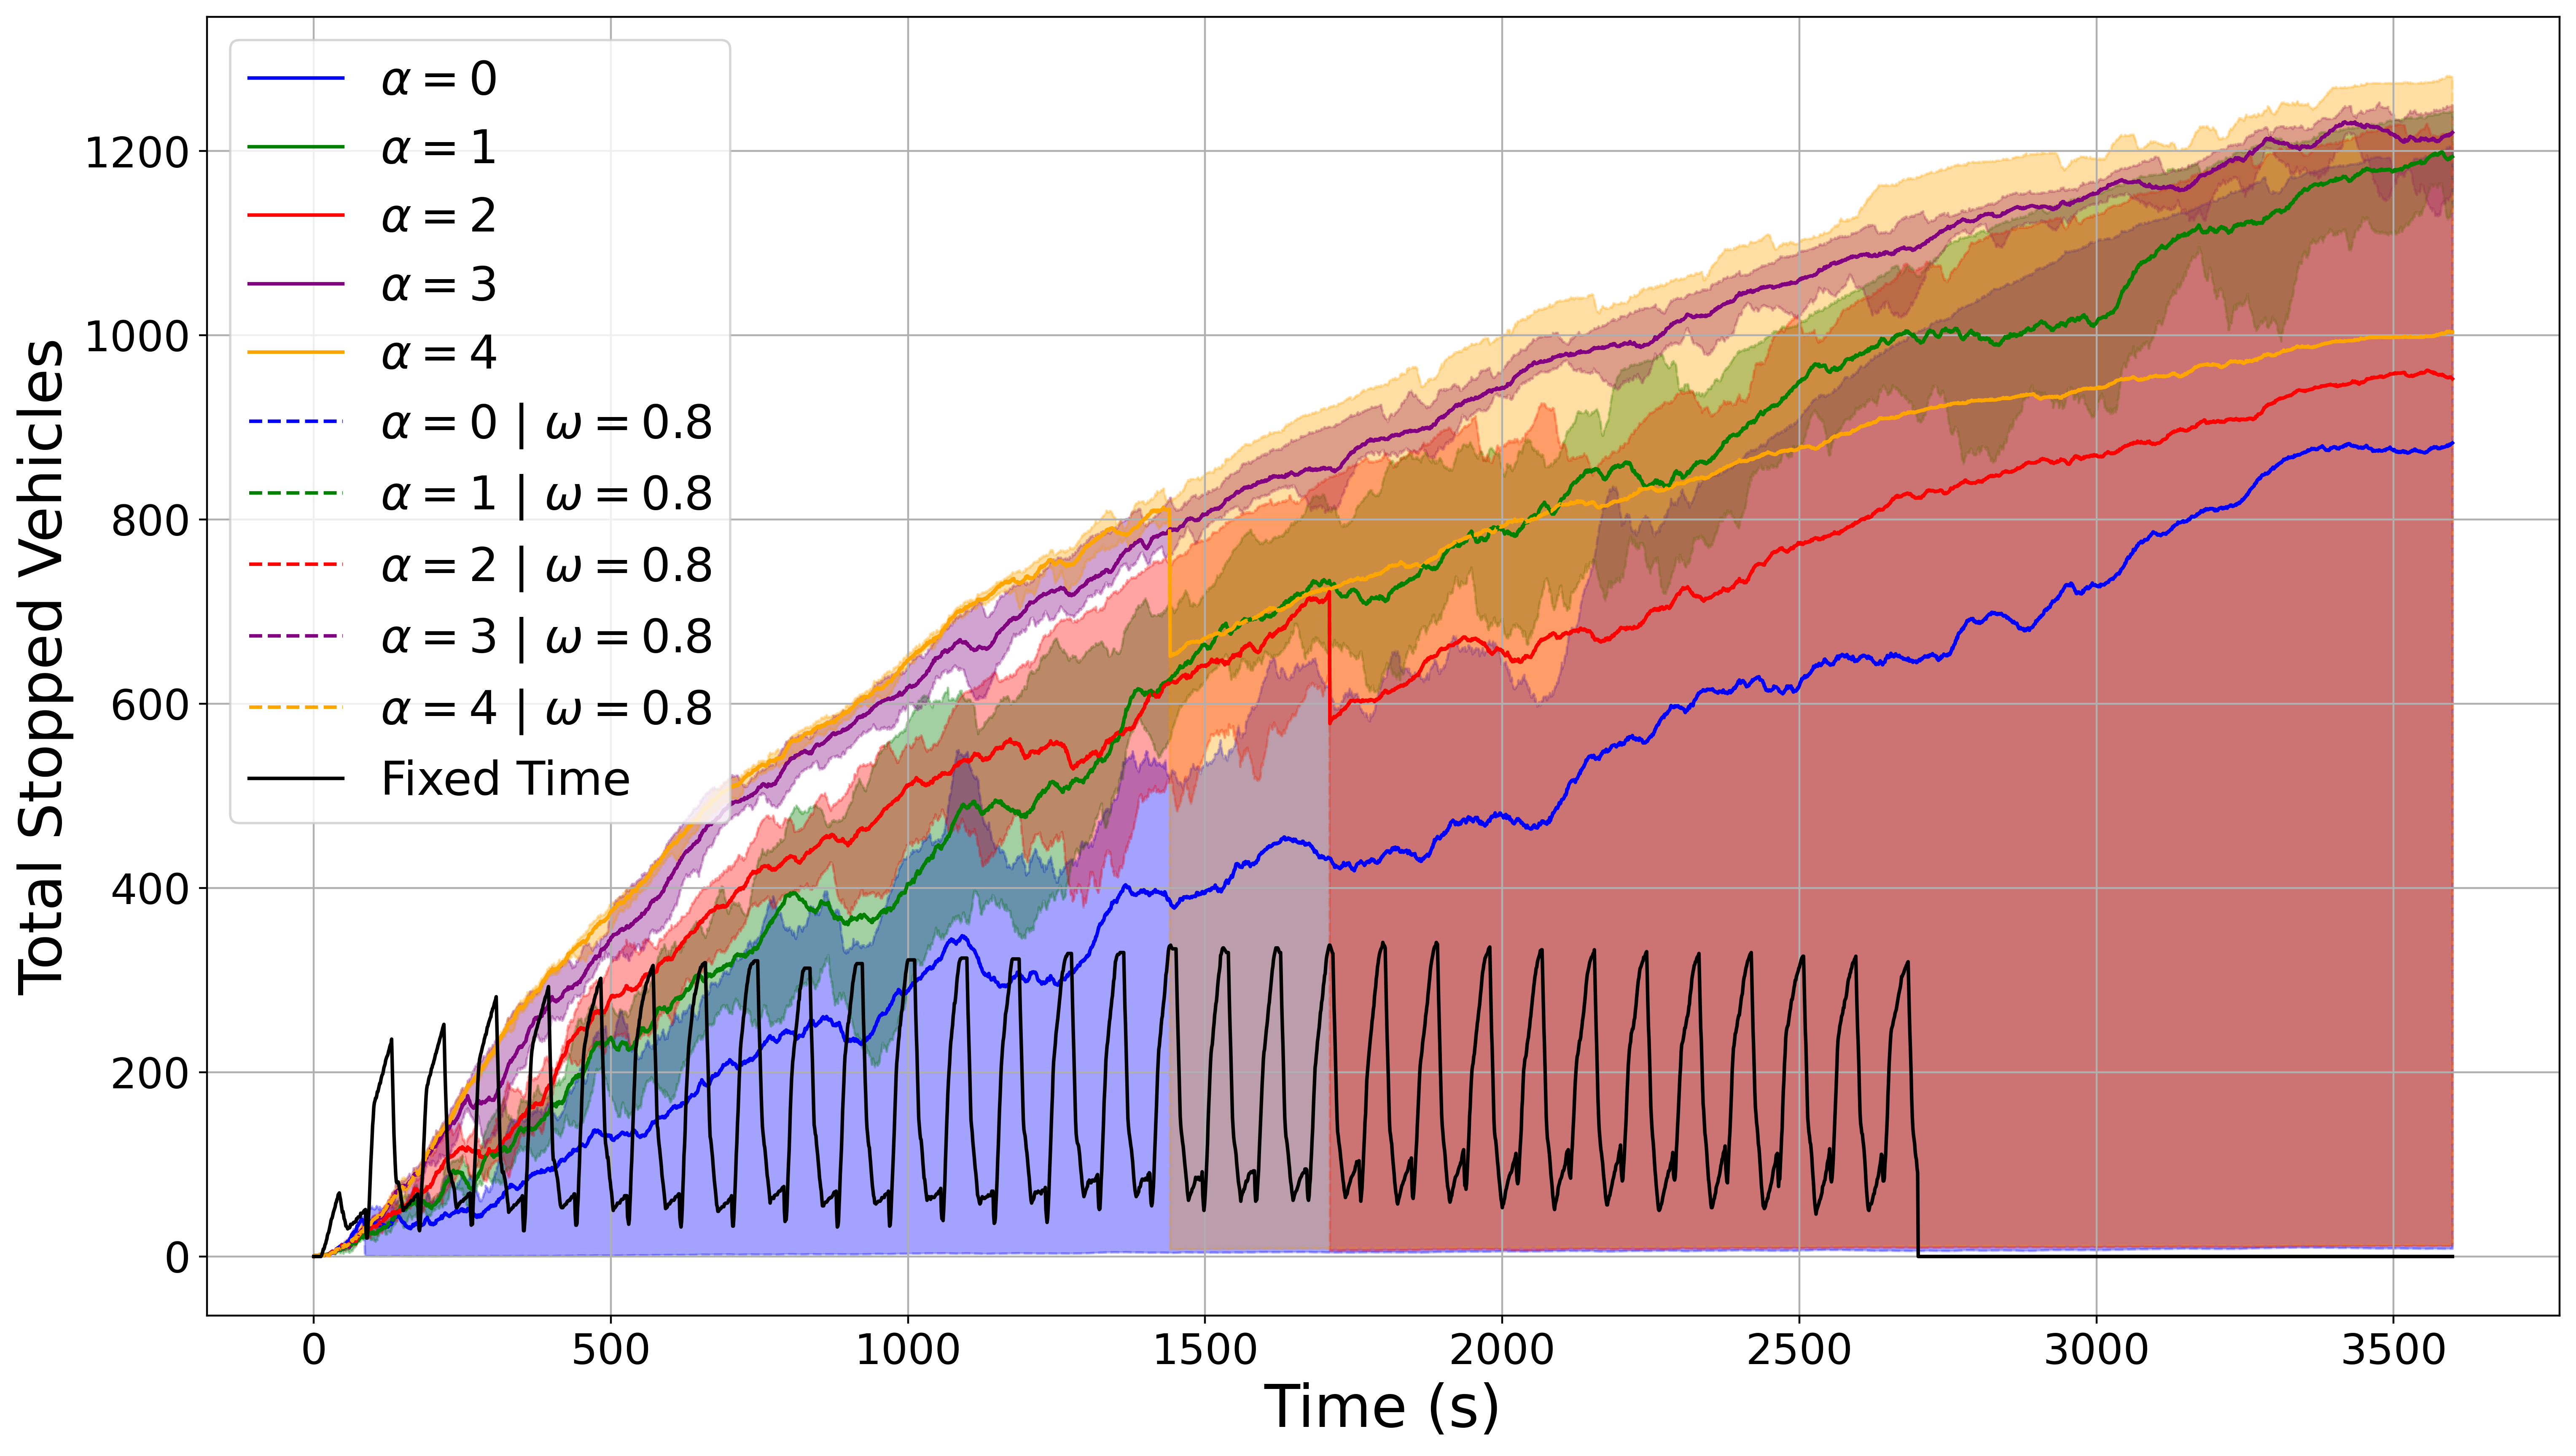 α = 0
α = 1
α = 2
α = 3
α = 4
α = 0 | ω = 0.8
α = 1 | ω = 0.8
α = 2 | ω = 0.8
α = 3 | ω = 0.8
α = 4 | ω = 0.8
Fixed Time
Total Stopped Vehicles
1200
1000
800
600
400
200
0
0 500 1000 1500 2000 2500 3000 3500
Time (s)